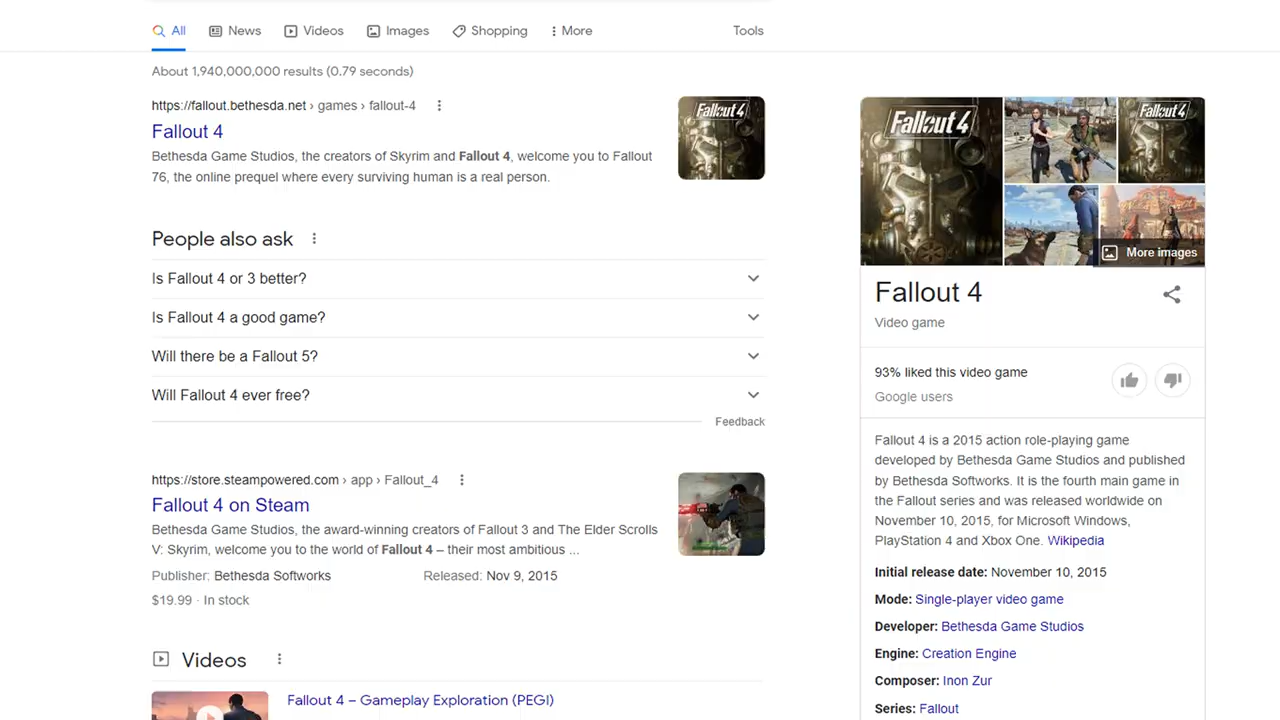 All
News
Videos
Images
Shopping
More
Tools
About 1,940,000,000 results (0.79 seconds)
https://fallout.bethesda.net › games › fallout-4
Fallout 4
Bethesda Game Studios, the creators of Skyrim and Fallout 4, welcome you to Fallout
76, the online prequel where every surviving human is a real person.
Fallout 4
People also ask
Is Fallout 4 or 3 better?
Is Fallout 4 a good game?
Will there be a Fallout 5?
Will Fallout 4 ever free?
Feedback
https://store.steampowered.com › app › Fallout_4
Fallout 4 on Steam
Bethesda Game Studios, the award-winning creators of Fallout 3 and The Elder Scrolls
V: Skyrim, welcome you to the world of Fallout 4 – their most ambitious ...
Publisher: Bethesda Softworks
Released: Nov 9, 2015
$19.99 · In stock
Videos
Fallout 4 – Gameplay Exploration (PEGI)
Fallout 4
Fallout 4
More images
Fallout 4
Video game
93% liked this video game
Google users
Fallout 4 is a 2015 action role-playing game
developed by Bethesda Game Studios and published
by Bethesda Softworks. It is the fourth main game in
the Fallout series and was released worldwide on
November 10, 2015, for Microsoft Windows,
PlayStation 4 and Xbox One. Wikipedia
Initial release date: November 10, 2015
Mode: Single-player video game
Developer: Bethesda Game Studios
Engine: Creation Engine
Composer: Inon Zur
Series: Fallout